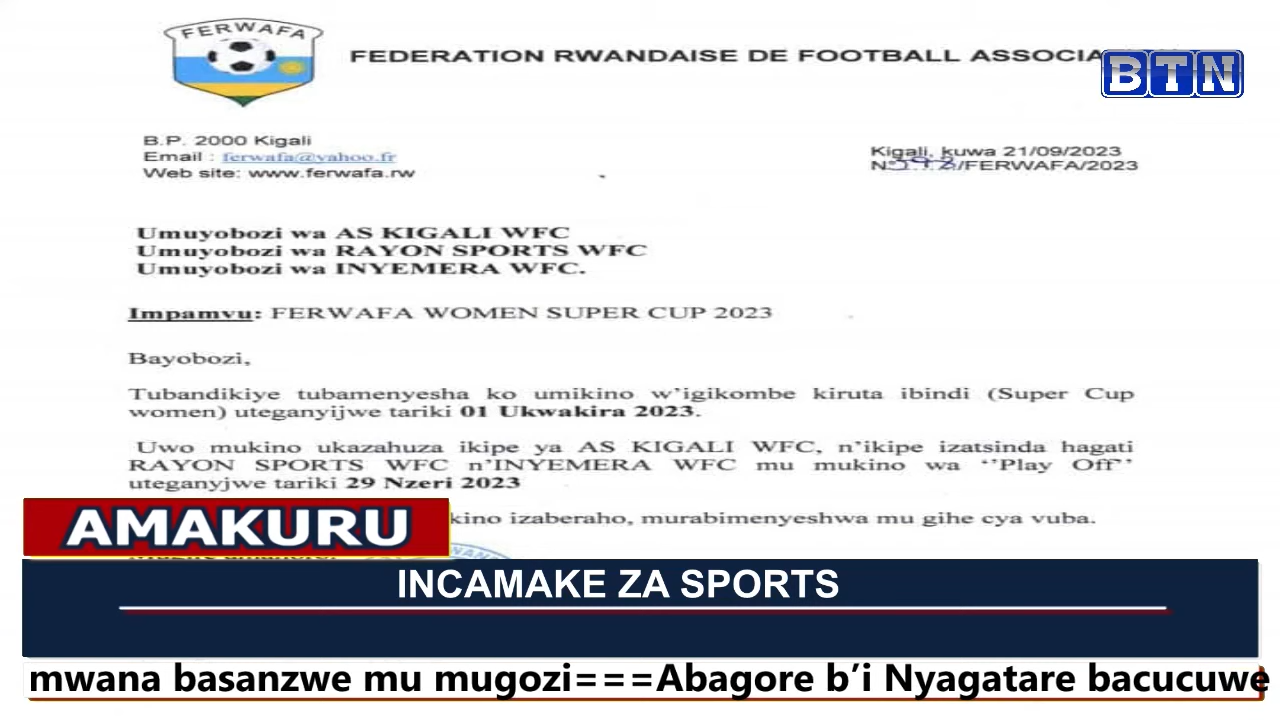 FERWAFA
FEDERATION RWANDAISE DE FOOTBALL ASSOCIA
BTN
B.P. 2000 Kigali
Email : ferwafa@yahoo.fr
Web site: www.ferwafa.rw
Kigali, kuwa 21/09/2023
/FERWAFA/2023
Umuyobozi wa AS KIGALI WFC
Umuyobozi wa RAYON SPORTS WFC
Umuyobozi wa INYEMERA WFC.
Impamvu: FERWAFA WOMEN SUPER CUP 2023
Bayobozi,
Tubandikiye tubamenyesha ko umikino w'igikombe kiruta ibindi (Super Cup
women) uteganyijwe tariki 01 Ukwakira 2023.
Uwo mukino ukazahuza ikipe ya AS KIGALI WFC, n'ikipe izatsinda hagati
RAYON SPORTS WFC n'INYEMERA WFC mu mukino wa ‘'Play Off'’
uteganyjwe tariki 29 Nzeri 2023
kino izaberaho, murabimenyeshwa mu gihe cya vuba.
AMAKURU
INCAMAKE ZA SPORTS
mwana basanzwe mu mugozi===Abagore b’i Nyagatare bacucuwe